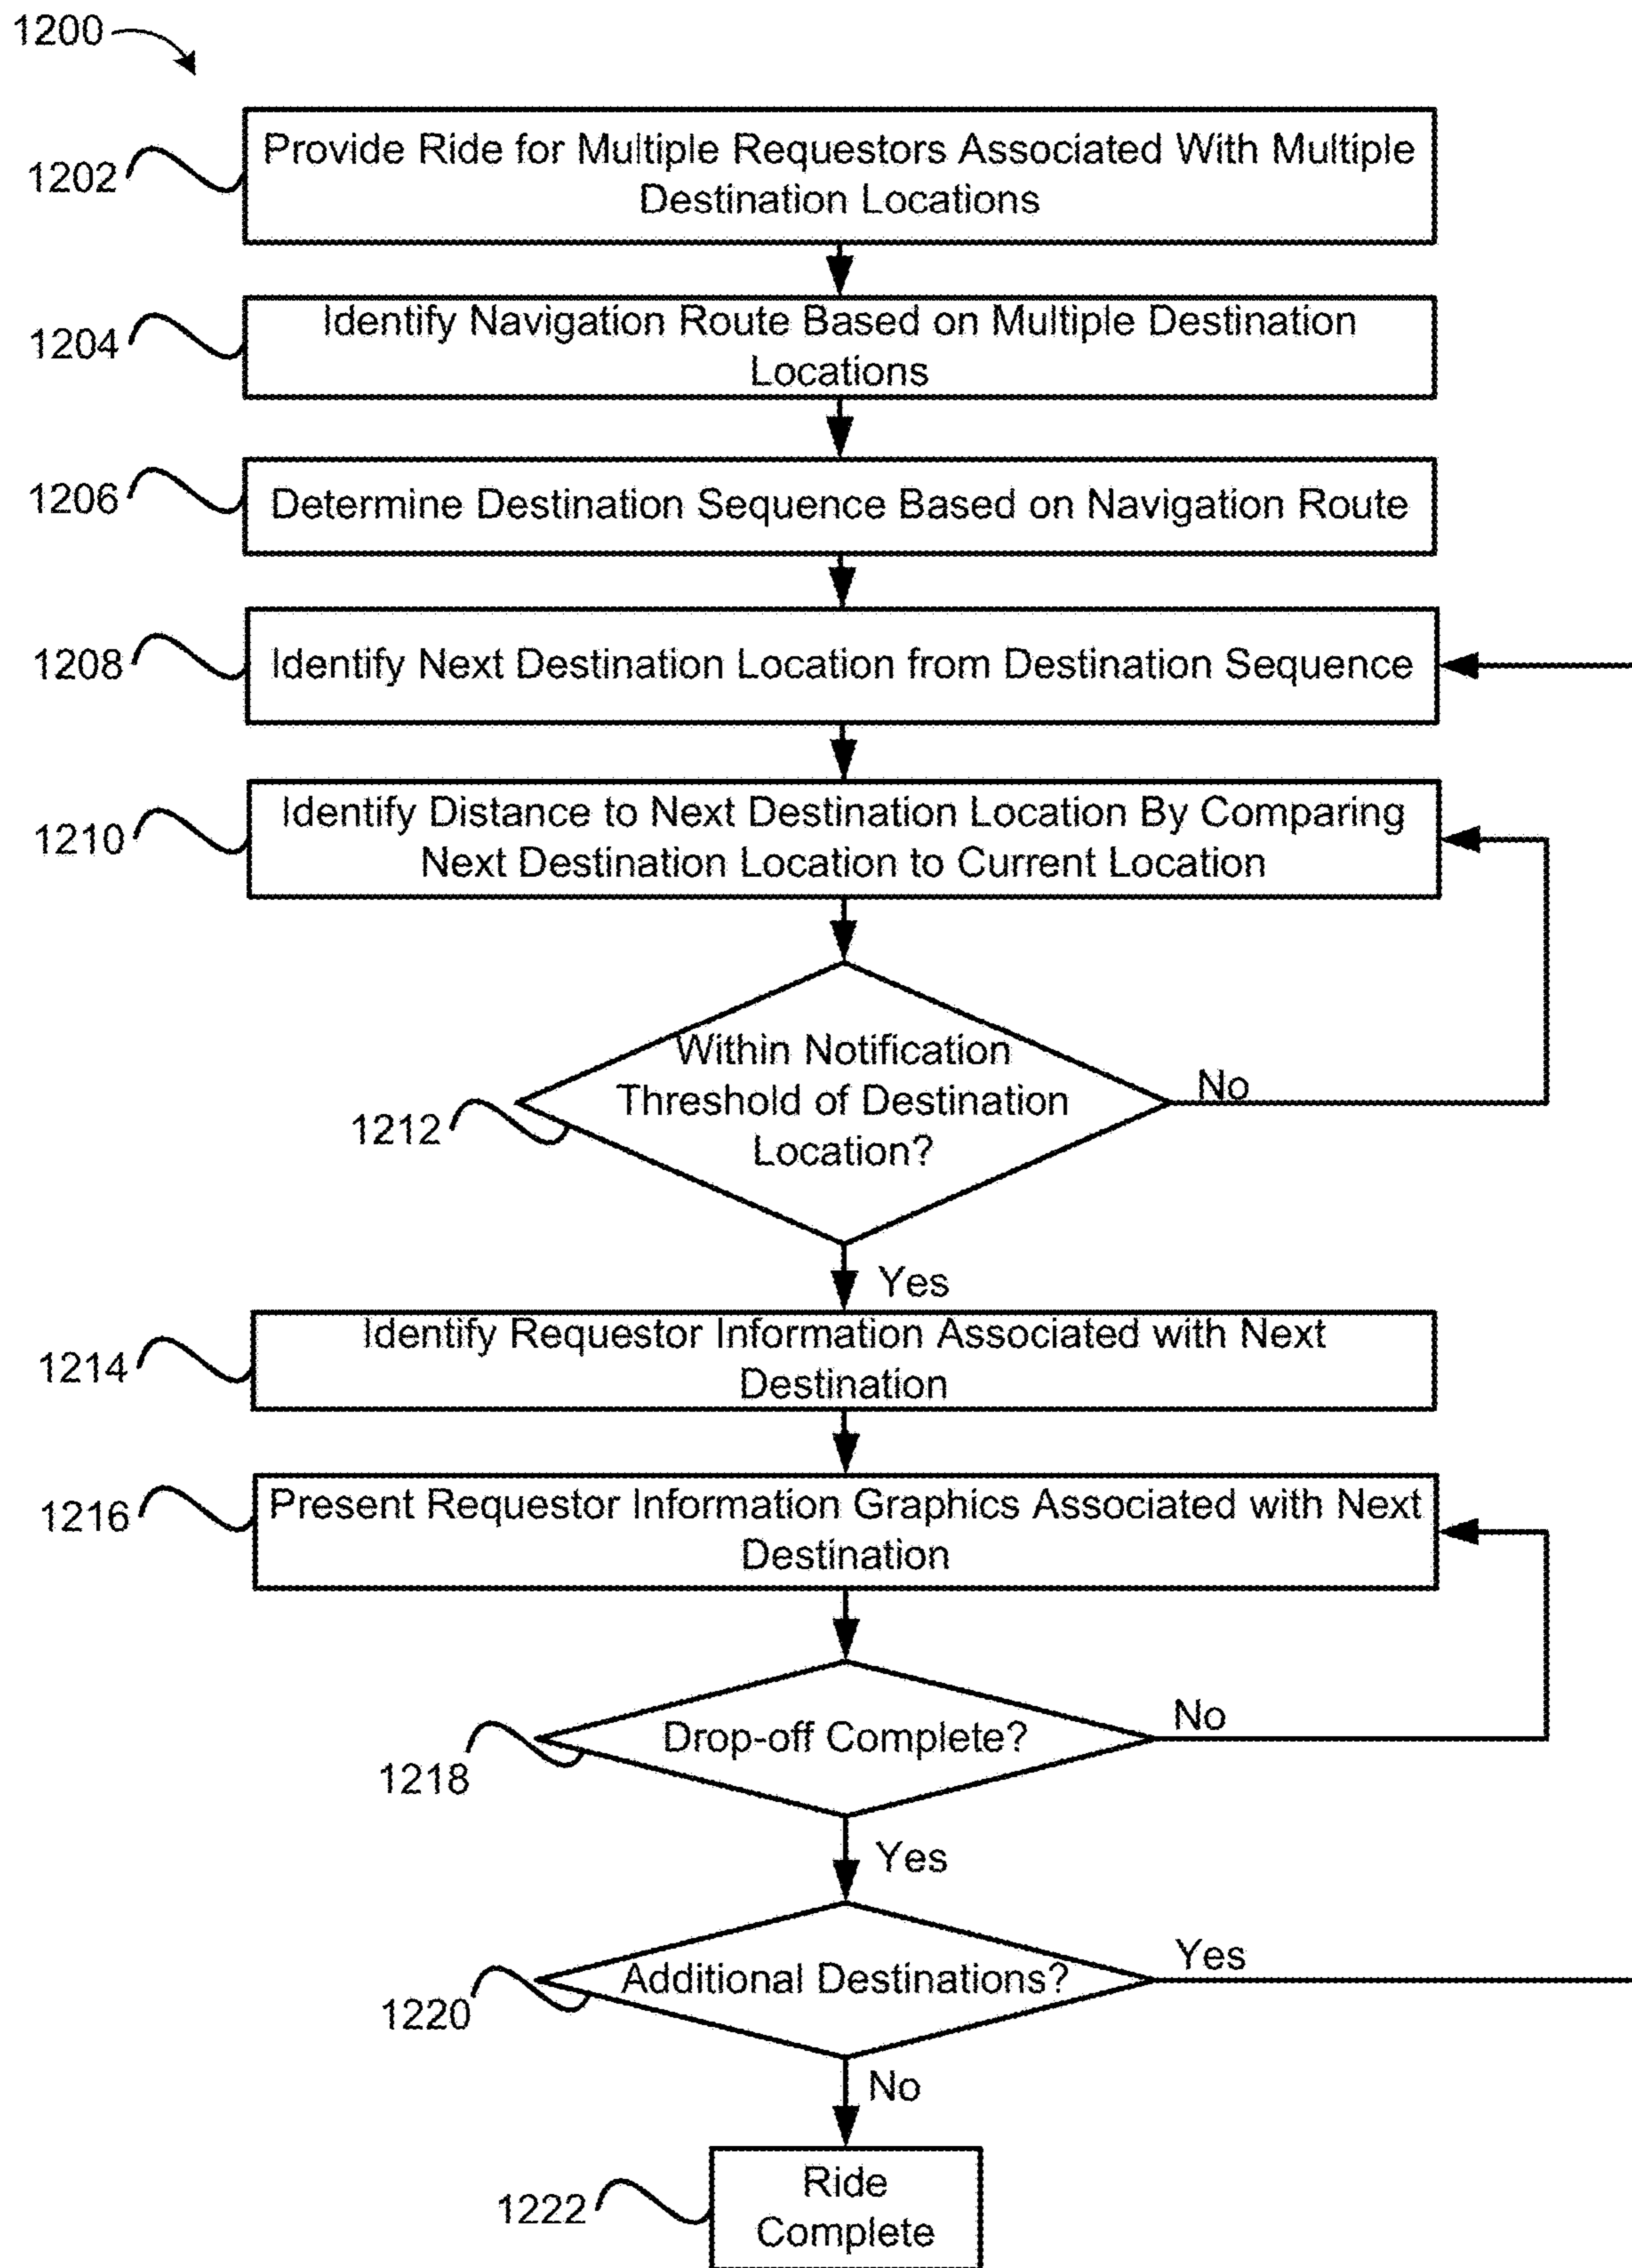 1200
1202
Provide Ride for Multiple Requestors Associated With Multiple
Destination Locations
1204
Identify Navigation Route Based on Multiple Destination
Locations
1206
Determine Destination Sequence Based on Navigation Route
1208
Identify Next Destination Location from Destination Sequence
1210
Identify Distance to Next Destination Location By Comparing
Next Destination Location to Current Location
1212
Within Notification
Threshold of Destination
Location?
No
Yes
1214
Identify Requestor Information Associated with Next
Destination
1216
Present Requestor Information Graphics Associated with Next
Destination
1218
Drop-off Complete?
No
Yes
1220
Additional Destinations?
Yes
No
1222
Ride
Complete